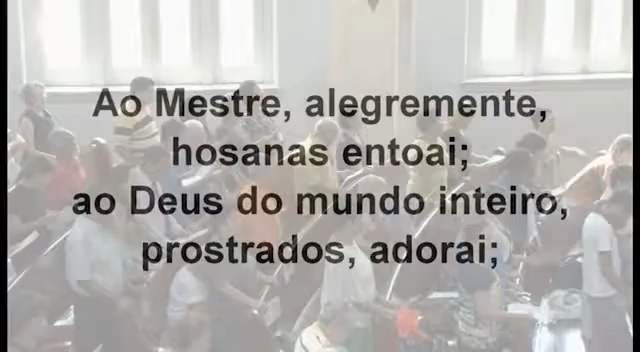 Ao Mestre, alegremente,
hosanas entoai;
ao Deus do mundo inteiro,
prostrados, adorai;